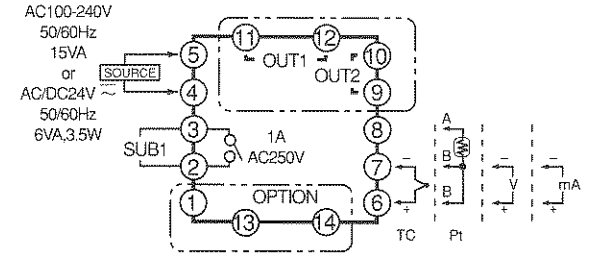 AC100-240V
50/60Hz
15VA
or
AC/DC24V ⎓ ~
50/60Hz
6VA,3.5W
SOURCE
5
4
3
2
1
SUB1
1A
AC250V
11
12
OUT1
OUT2
10
9
8
7
6
OPTION
13
14
A
B
B
− + TC
Pt
− V +
− mA +